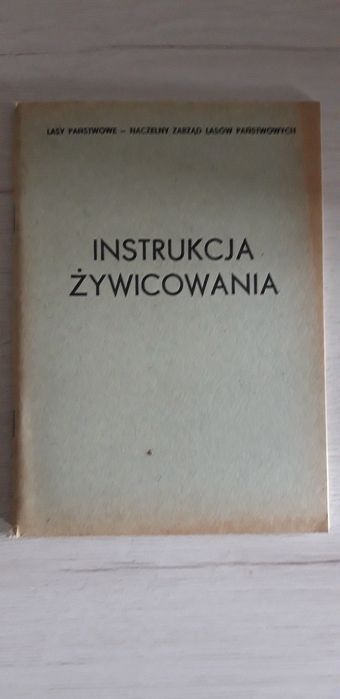 LASY PAŃSTWOWE – NACZELNY ZARZĄD LASÓW PAŃSTWOWYCH
INSTRUKCJA
ŻYWICOWANIA